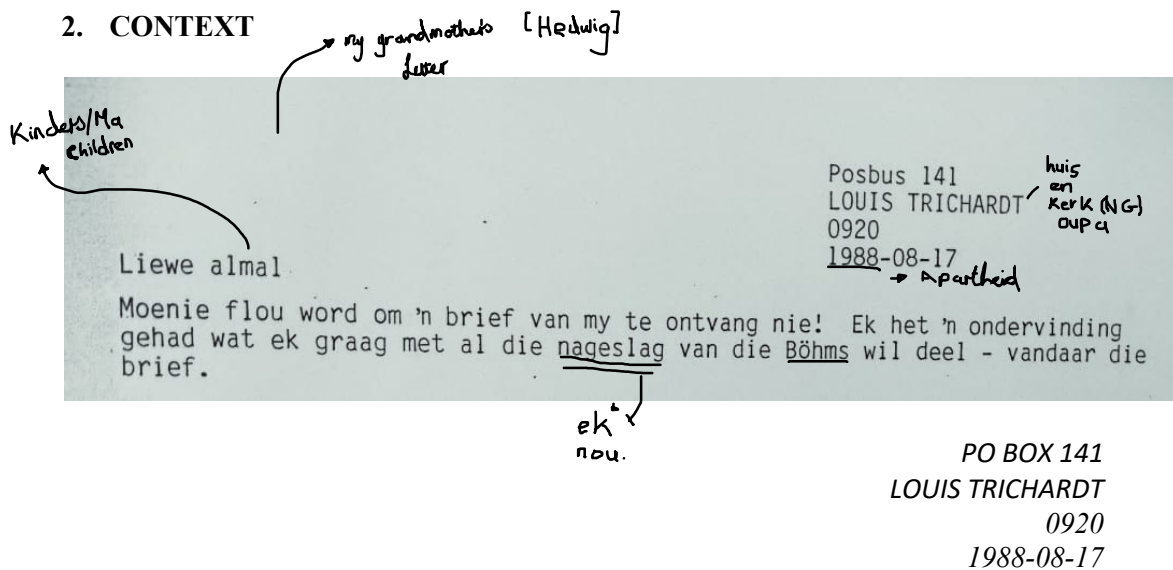 2. CONTEXT
my grandmother's [Hedwig]
Letter
Kinders/Ma
children
Posbus 141
LOUIS TRICHARDT
0920
1988-08-17
huis
en
Kerk (NG)
oupa
→ Apartheid
Liewe almal
Moenie flou word om 'n brief van my te ontvang nie! Ek het 'n ondervinding
gehad wat ek graag met al die nageslag van die Böhms wil deel - vandaar die
brief.
ek
nou.
PO BOX 141
LOUIS TRICHARDT
0920
1988-08-17